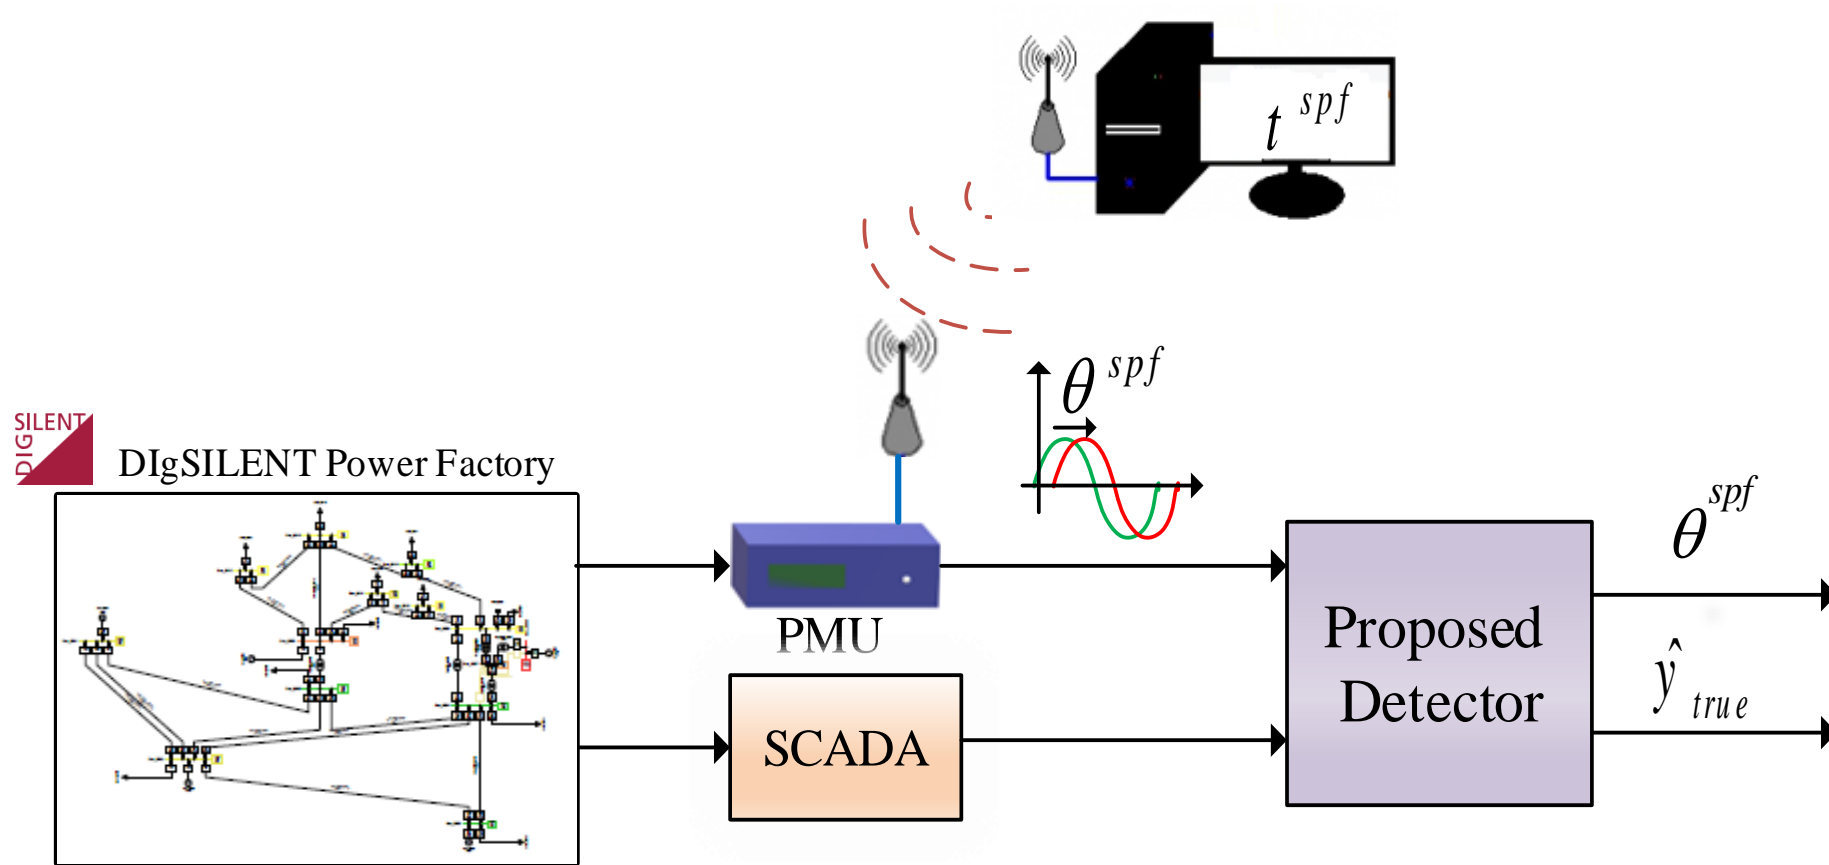 t spf
θ spf
SILENT
DIG
DIgSILENT Power Factory
θ spf
PMU
Proposed
Detector
ŷ true
SCADA